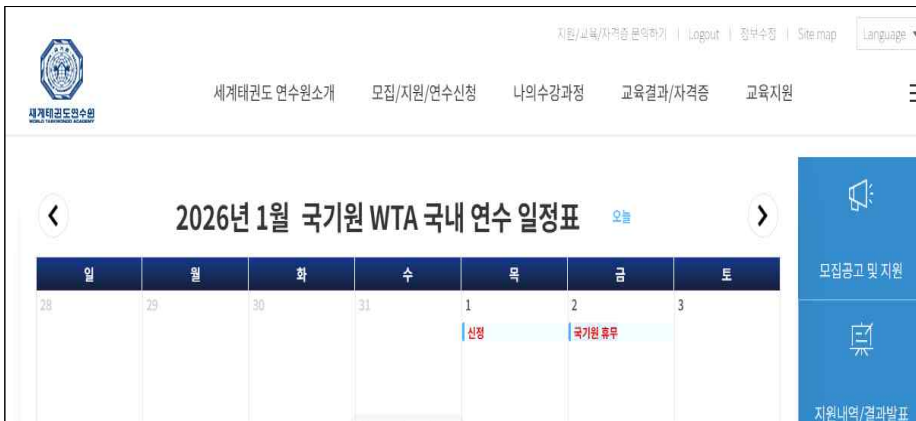 지원/교육/자격증 문의하기 | Logout | 정보수정 | Site map Language
세계태권도연수원
WORLD TAEKWONDO ACADEMY
세계태권도 연수원소개 모집/지원/연수신청 나의수강과정 교육결과/자격증 교육지원
2026년 1월 국기원 WTA 국내 연수 일정표 오늘
일 월 화 수 목 금 토
28 29 30 31 1 2 3
신정 국기원 휴무
모집공고 및 지원
지원내역/결과발표